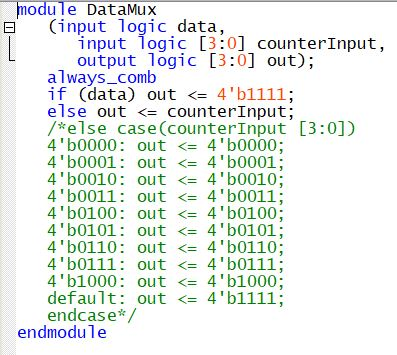 module DataMux
(input logic data,
input logic [3:0] counterInput,
output logic [3:0] out);
always_comb
if (data) out <= 4'b1111;
else out <= counterInput;
/*else case(counterInput [3:0])
4'b0000: out <= 4'b0000;
4'b0001: out <= 4'b0001;
4'b0010: out <= 4'b0010;
4'b0011: out <= 4'b0011;
4'b0100: out <= 4'b0100;
4'b0101: out <= 4'b0101;
4'b0110: out <= 4'b0110;
4'b0111: out <= 4'b0111;
4'b1000: out <= 4'b1000;
default: out <= 4'b1111;
endcase*/
endmodule